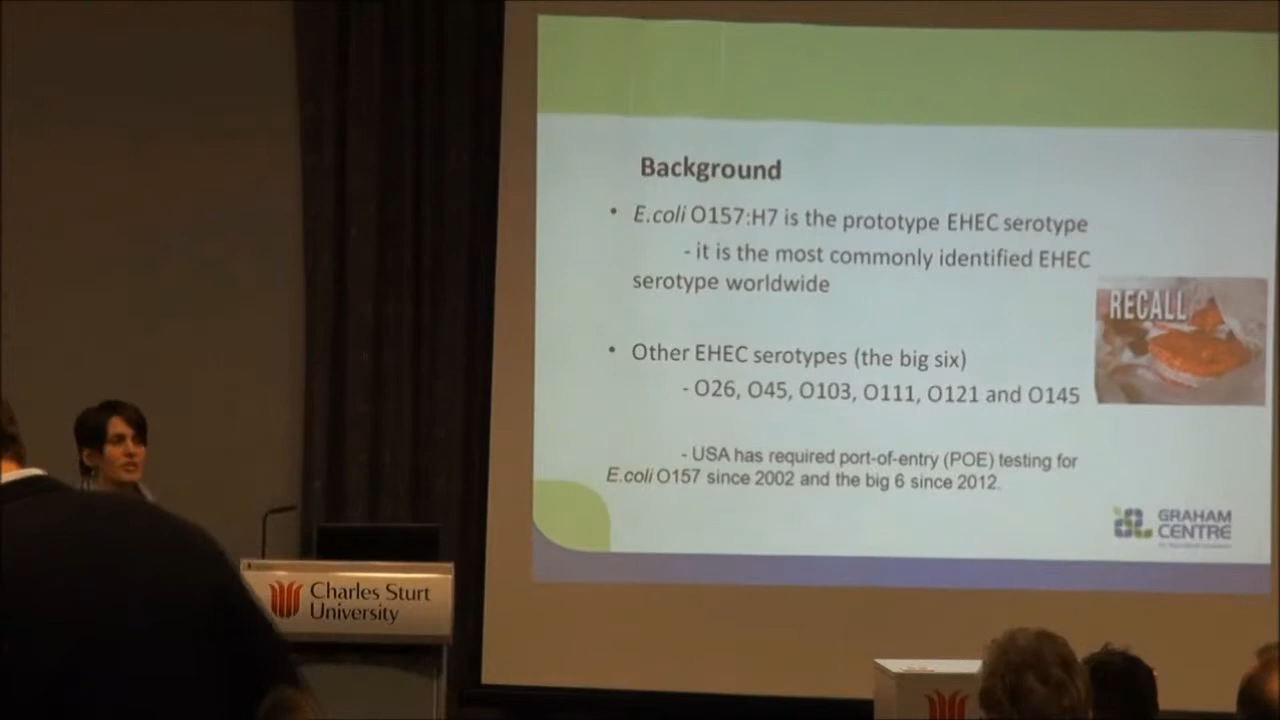 Background
• E.coli O157:H7 is the prototype EHEC serotype
- it is the most commonly identified EHEC
serotype worldwide
RECALL
• Other EHEC serotypes (the big six)
- O26, O45, O103, O111, O121 and O145
- USA has required port-of-entry (POE) testing for
E.coli O157 since 2002 and the big 6 since 2012.
GRAHAM
CENTRE
Charles Sturt
University